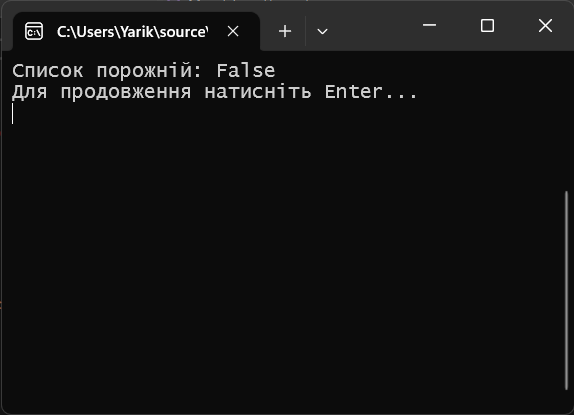 C:\Users\Yarik\source\
Список порожній: False
Для продовження натисніть Enter...